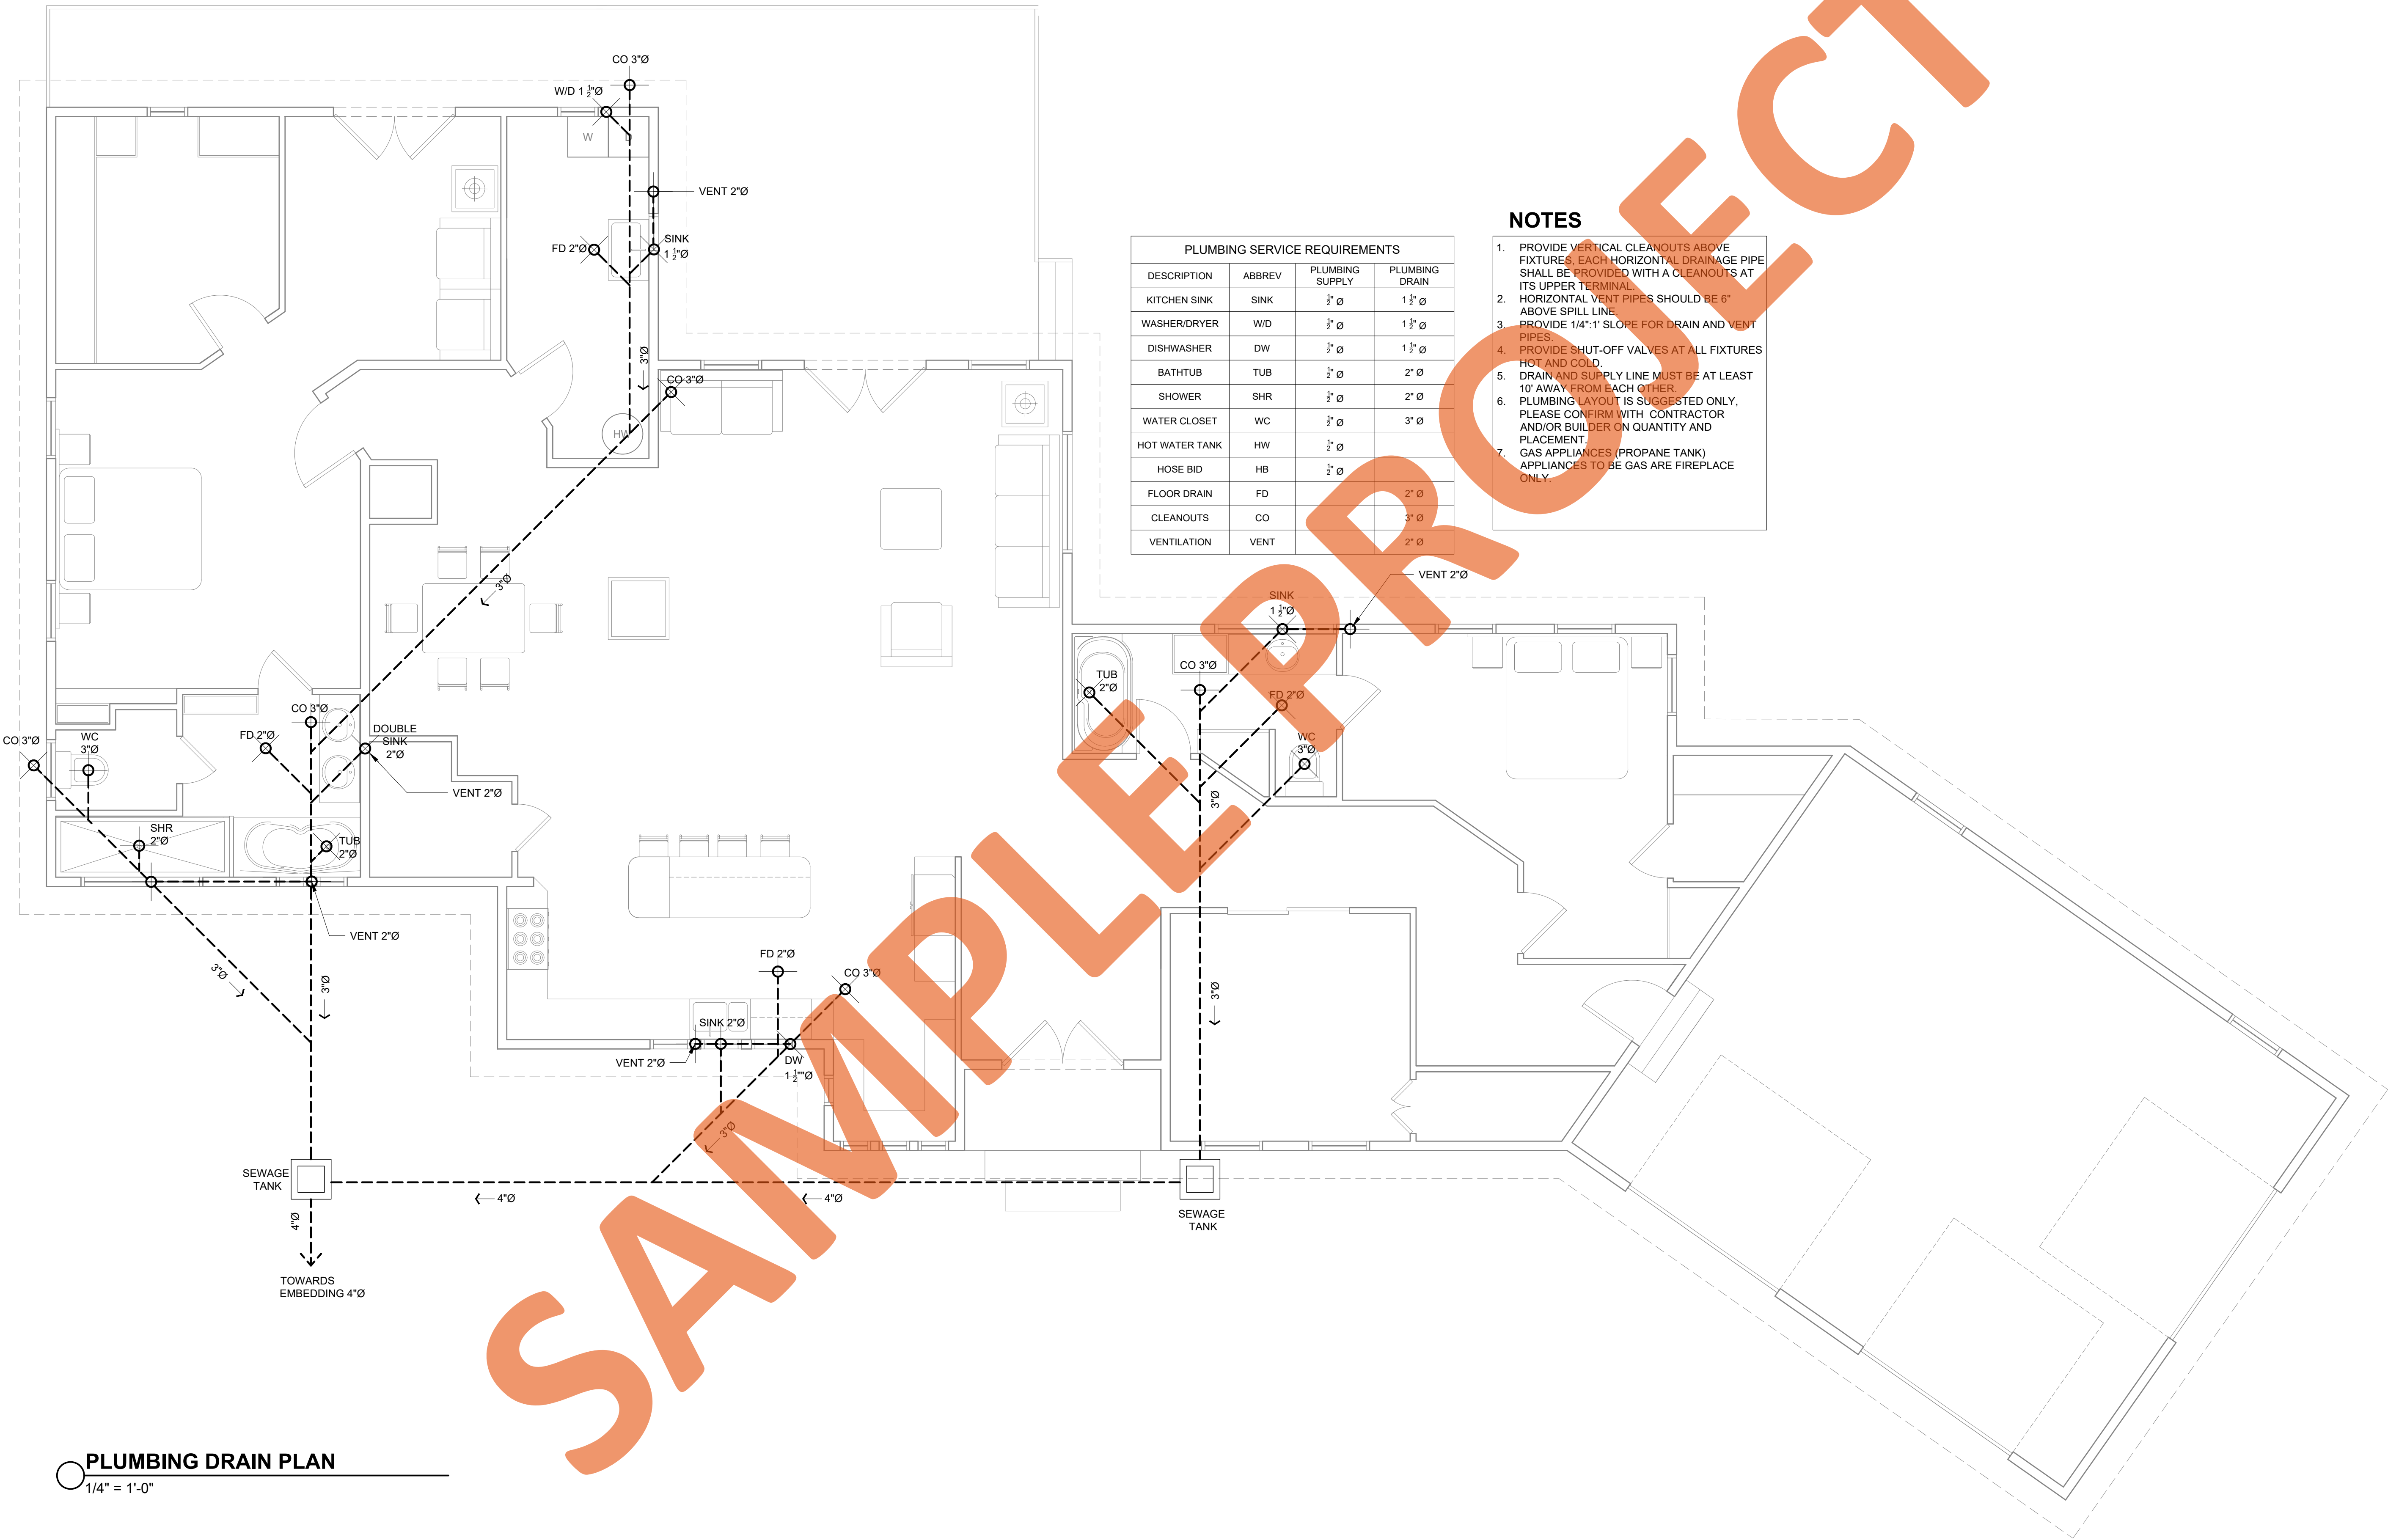 CO 3"Ø
W/D 1 1/2"Ø
W
VENT 2"Ø
FD 2"Ø
SINK
1 1/2"Ø
3"Ø
CO 3"Ø
HW
3"Ø
CO 3"Ø
FD 2"Ø
DOUBLE
SINK
2"Ø
VENT 2"Ø
CO 3"Ø
WC
3"Ø
SHR
2"Ø
TUB
2"Ø
VENT 2"Ø
3"Ø
3"Ø
FD 2"Ø
CO 3"Ø
SINK 2"Ø
VENT 2"Ø
DW
1 1/2""Ø
3"Ø
SEWAGE
TANK
4"Ø
4"Ø
4"Ø
TOWARDS
EMBEDDING 4"Ø
SEWAGE
TANK
VENT 2"Ø
SINK
1 1/2"Ø
CO 3"Ø
TUB
2"Ø
FD 2"Ø
WC
3"Ø
3"Ø
3"Ø
PLUMBING SERVICE REQUIREMENTS
DESCRIPTION ABBREV PLUMBING SUPPLY PLUMBING DRAIN
KITCHEN SINK SINK 1/2" Ø 1 1/2" Ø
WASHER/DRYER W/D 1/2" Ø 1 1/2" Ø
DISHWASHER DW 1/2" Ø 1 1/2" Ø
BATHTUB TUB 1/2" Ø 2" Ø
SHOWER SHR 1/2" Ø 2" Ø
WATER CLOSET WC 1/2" Ø 3" Ø
HOT WATER TANK HW 1/2" Ø
HOSE BID HB 1/2" Ø
FLOOR DRAIN FD 2" Ø
CLEANOUTS CO 3" Ø
VENTILATION VENT 2" Ø
NOTES
1. PROVIDE VERTICAL CLEANOUTS ABOVE
FIXTURES, EACH HORIZONTAL DRAINAGE PIPE
SHALL BE PROVIDED WITH A CLEANOUTS AT
ITS UPPER TERMINAL.
2. HORIZONTAL VENT PIPES SHOULD BE 6"
ABOVE SPILL LINE.
3. PROVIDE 1/4":1' SLOPE FOR DRAIN AND VENT
PIPES.
4. PROVIDE SHUT-OFF VALVES AT ALL FIXTURES
HOT AND COLD.
5. DRAIN AND SUPPLY LINE MUST BE AT LEAST
10' AWAY FROM EACH OTHER.
6. PLUMBING LAYOUT IS SUGGESTED ONLY,
PLEASE CONFIRM WITH CONTRACTOR
AND/OR BUILDER ON QUANTITY AND
PLACEMENT.
7. GAS APPLIANCES (PROPANE TANK)
APPLIANCES TO BE GAS ARE FIREPLACE
ONLY.
SAMPLE PROJECT
PLUMBING DRAIN PLAN
1/4" = 1'-0"